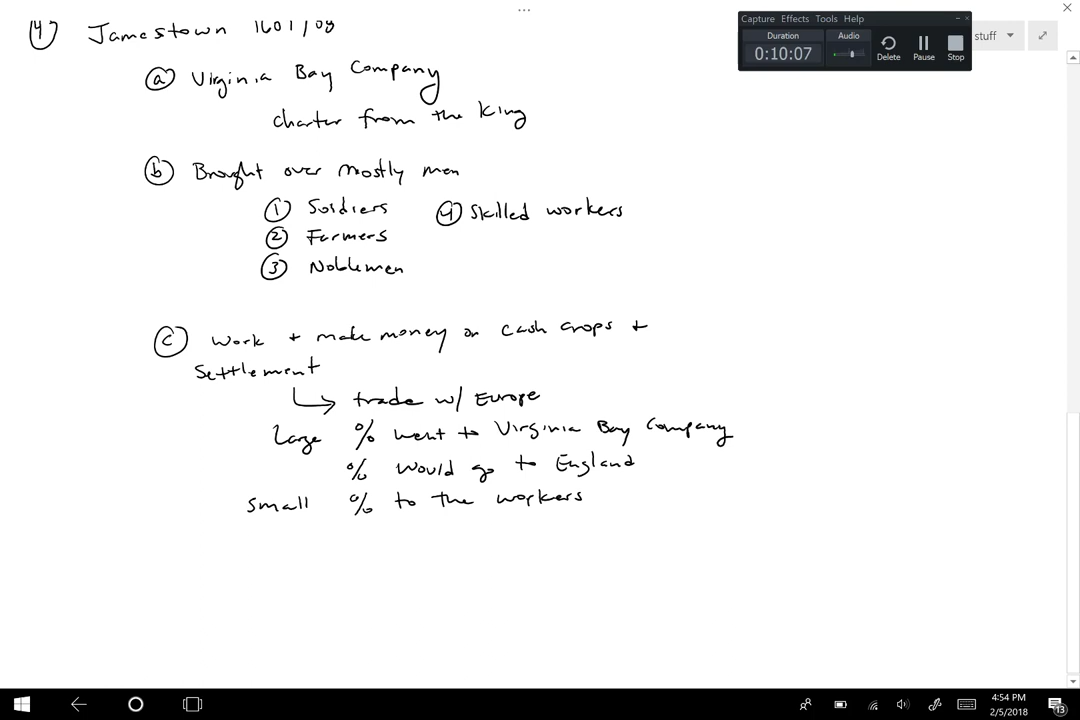 ...
Capture Effects Tools Help
Duration Audio
0:10:07 Delete Pause Stop
stuff
(4) Jamestown 1601/08
(a) Virginia Bay Company
charter from the King
(b) Brought over mostly men
(1) Soldiers (4) Skilled workers
(2) Farmers
(3) Noblemen
(c) Work + make money on cash crops +
Settlement
trade w/ Europe
Large % went to Virginia Bay Company
% would go to England
Small % to the workers
4:54 PM
2/5/2018
13